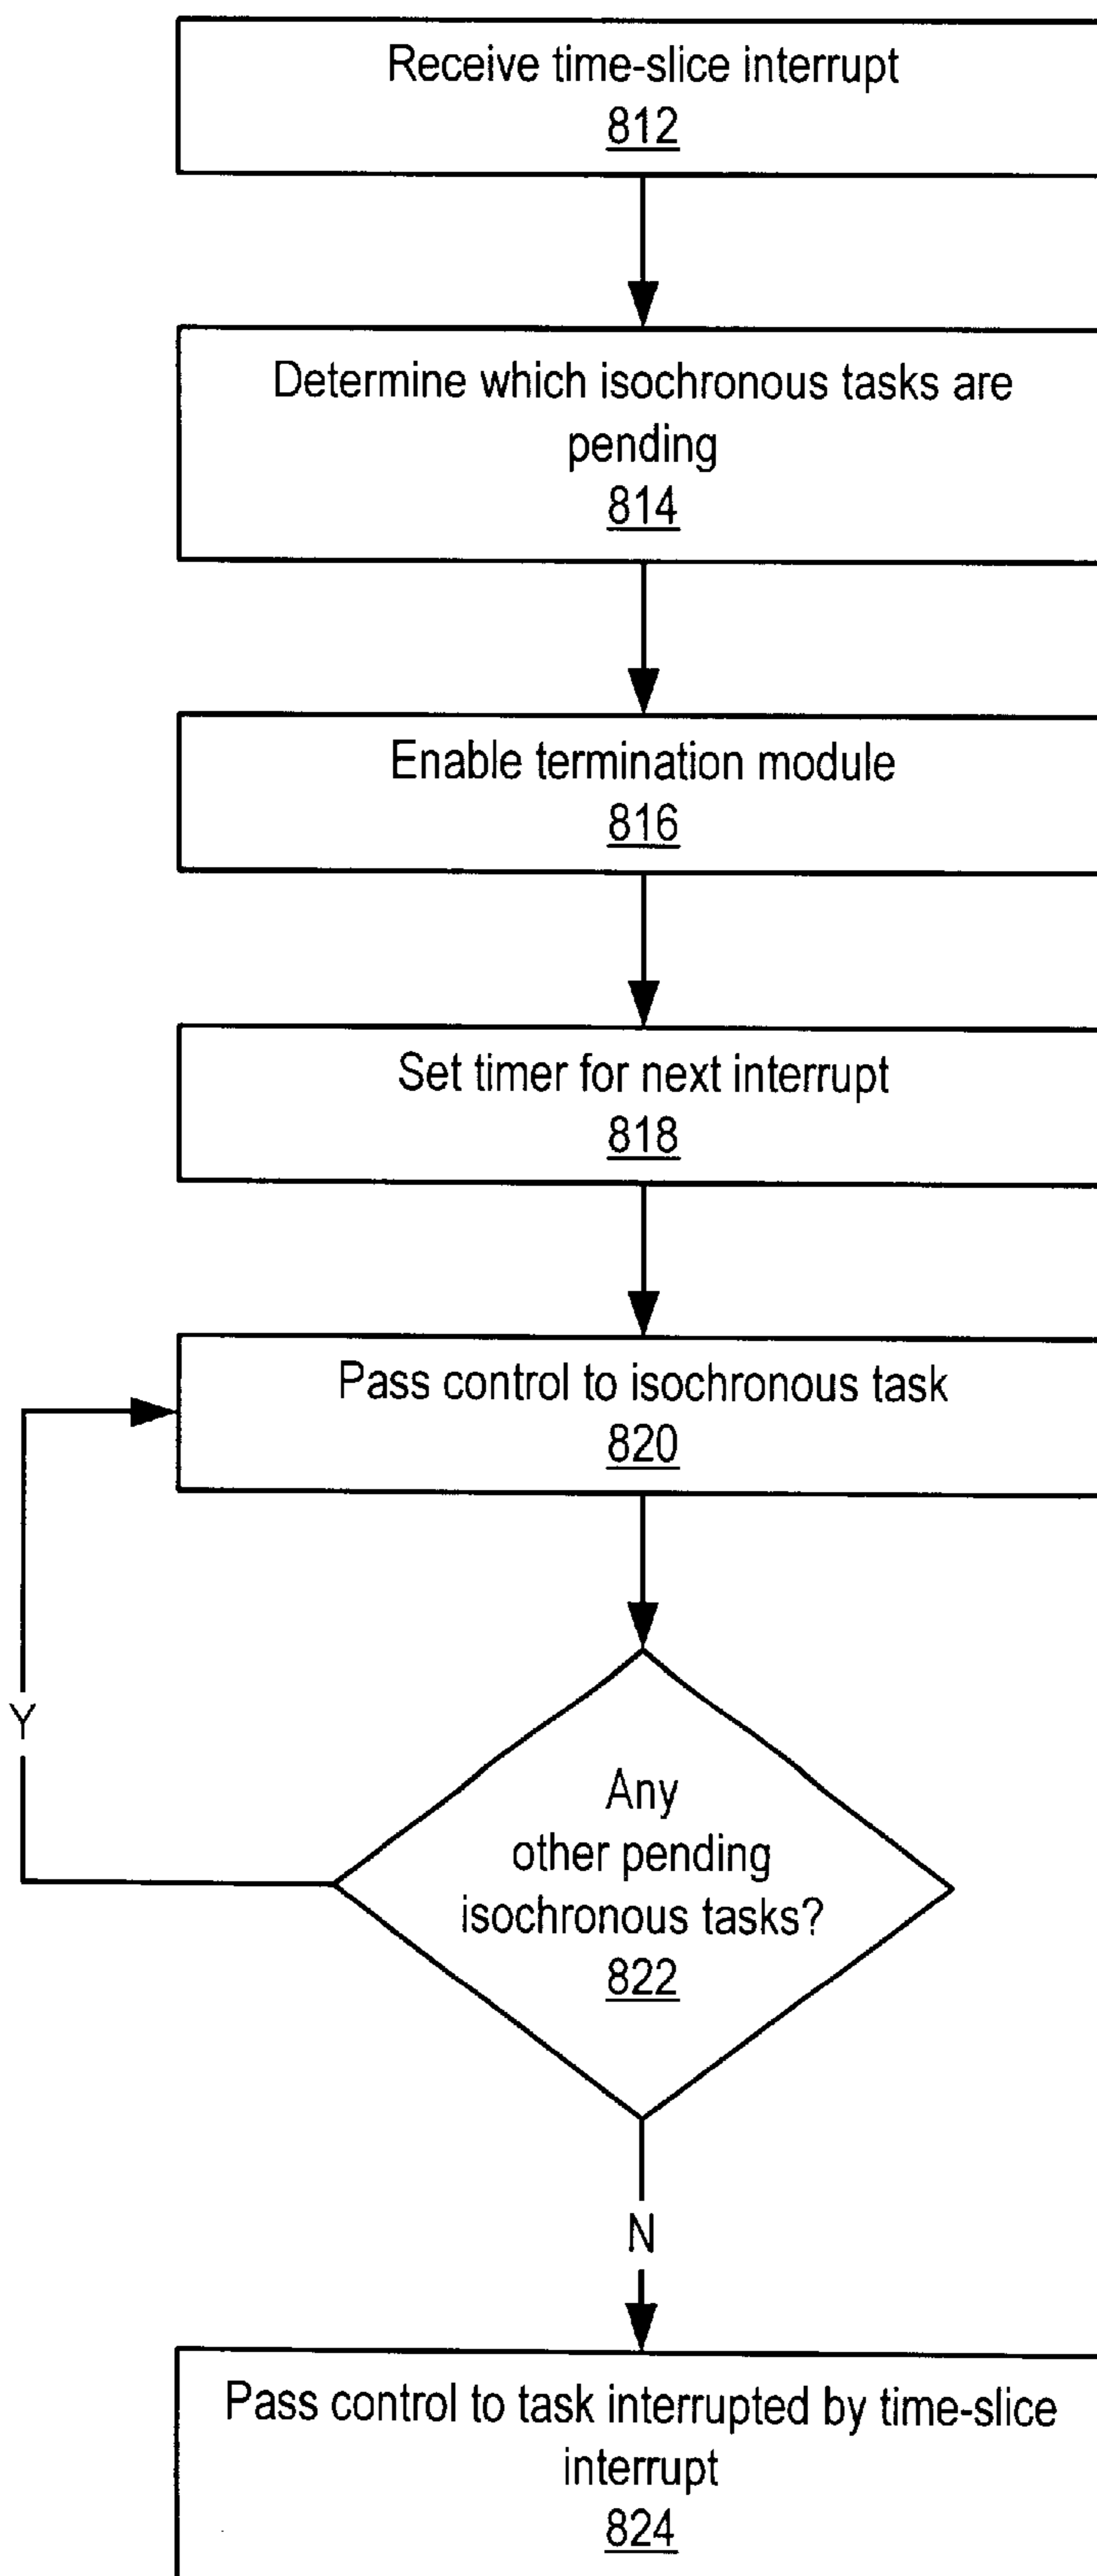 Receive time-slice interrupt
812
Determine which isochronous tasks are
pending
814
Enable termination module
816
Set timer for next interrupt
818
Pass control to isochronous task
820
Y
Any
other pending
isochronous tasks?
822
N
Pass control to task interrupted by time-slice
interrupt
824